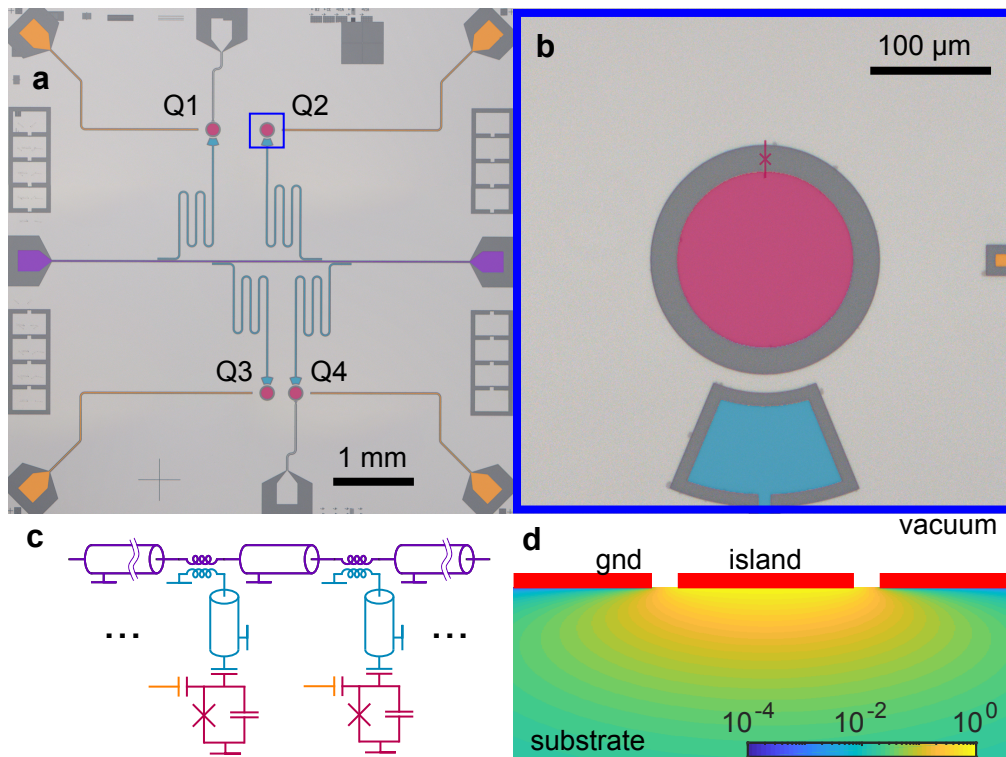 a
Q1
Q2
Q3
Q4
1 mm
b
100 μm
c
...
...
d
vacuum
gnd
island
substrate
10⁻⁴
10⁻²
10⁰